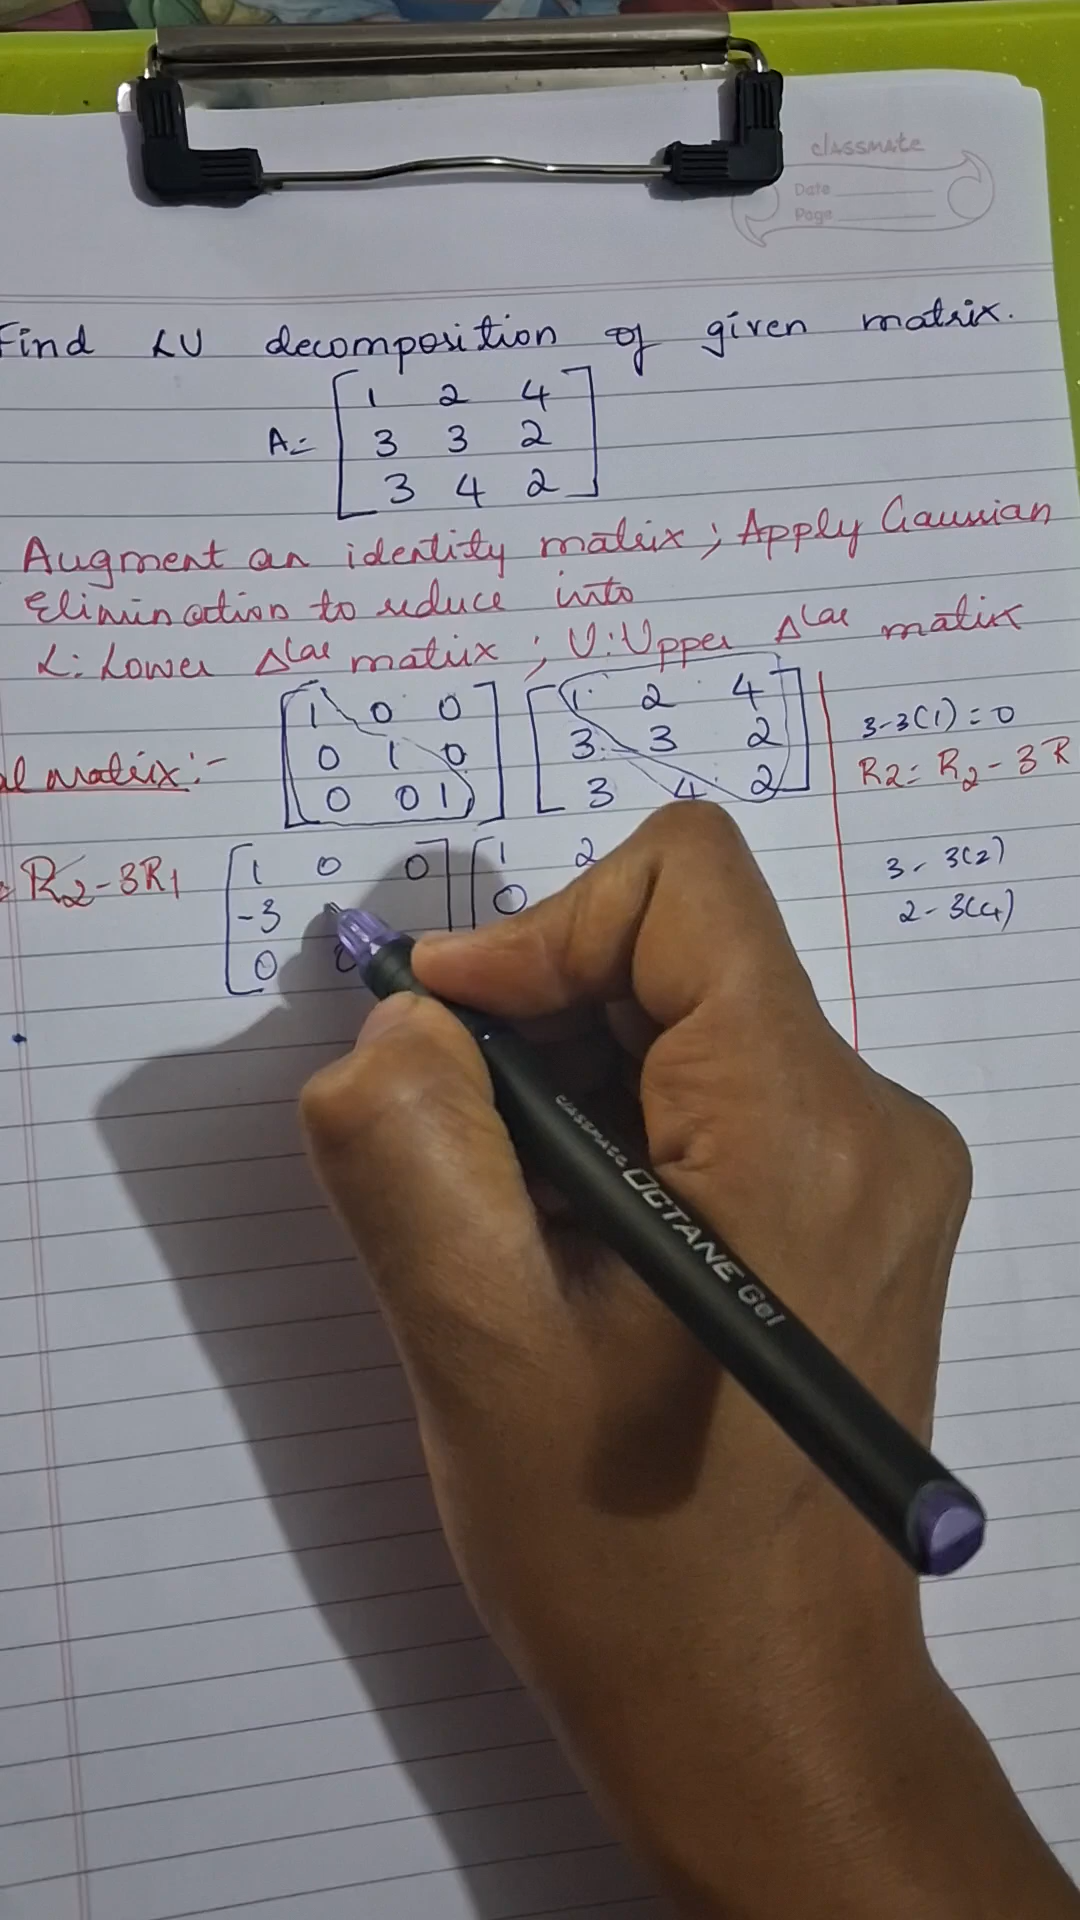 classmate
Date
Page
Find LU decomposition of given matrix.
A= [1 2 4
3 3 2
3 4 2]
Augment an identity matrix ; Apply Gaussian
Elimination to reduce into
L: Lower Δlar matrix ; U: Upper Δlar matrix
matrix:- [1 0 0 [1 2 4 3-3(1)=0
0 1 0 3 3 2 R2= R2-3R
0 0 1] 3 4 2]
R2-3R1 [1 0 0] [1 2 3-3(2)
-3 0 2-3(4)
0 0
CLASSMATE OCTANE Gel